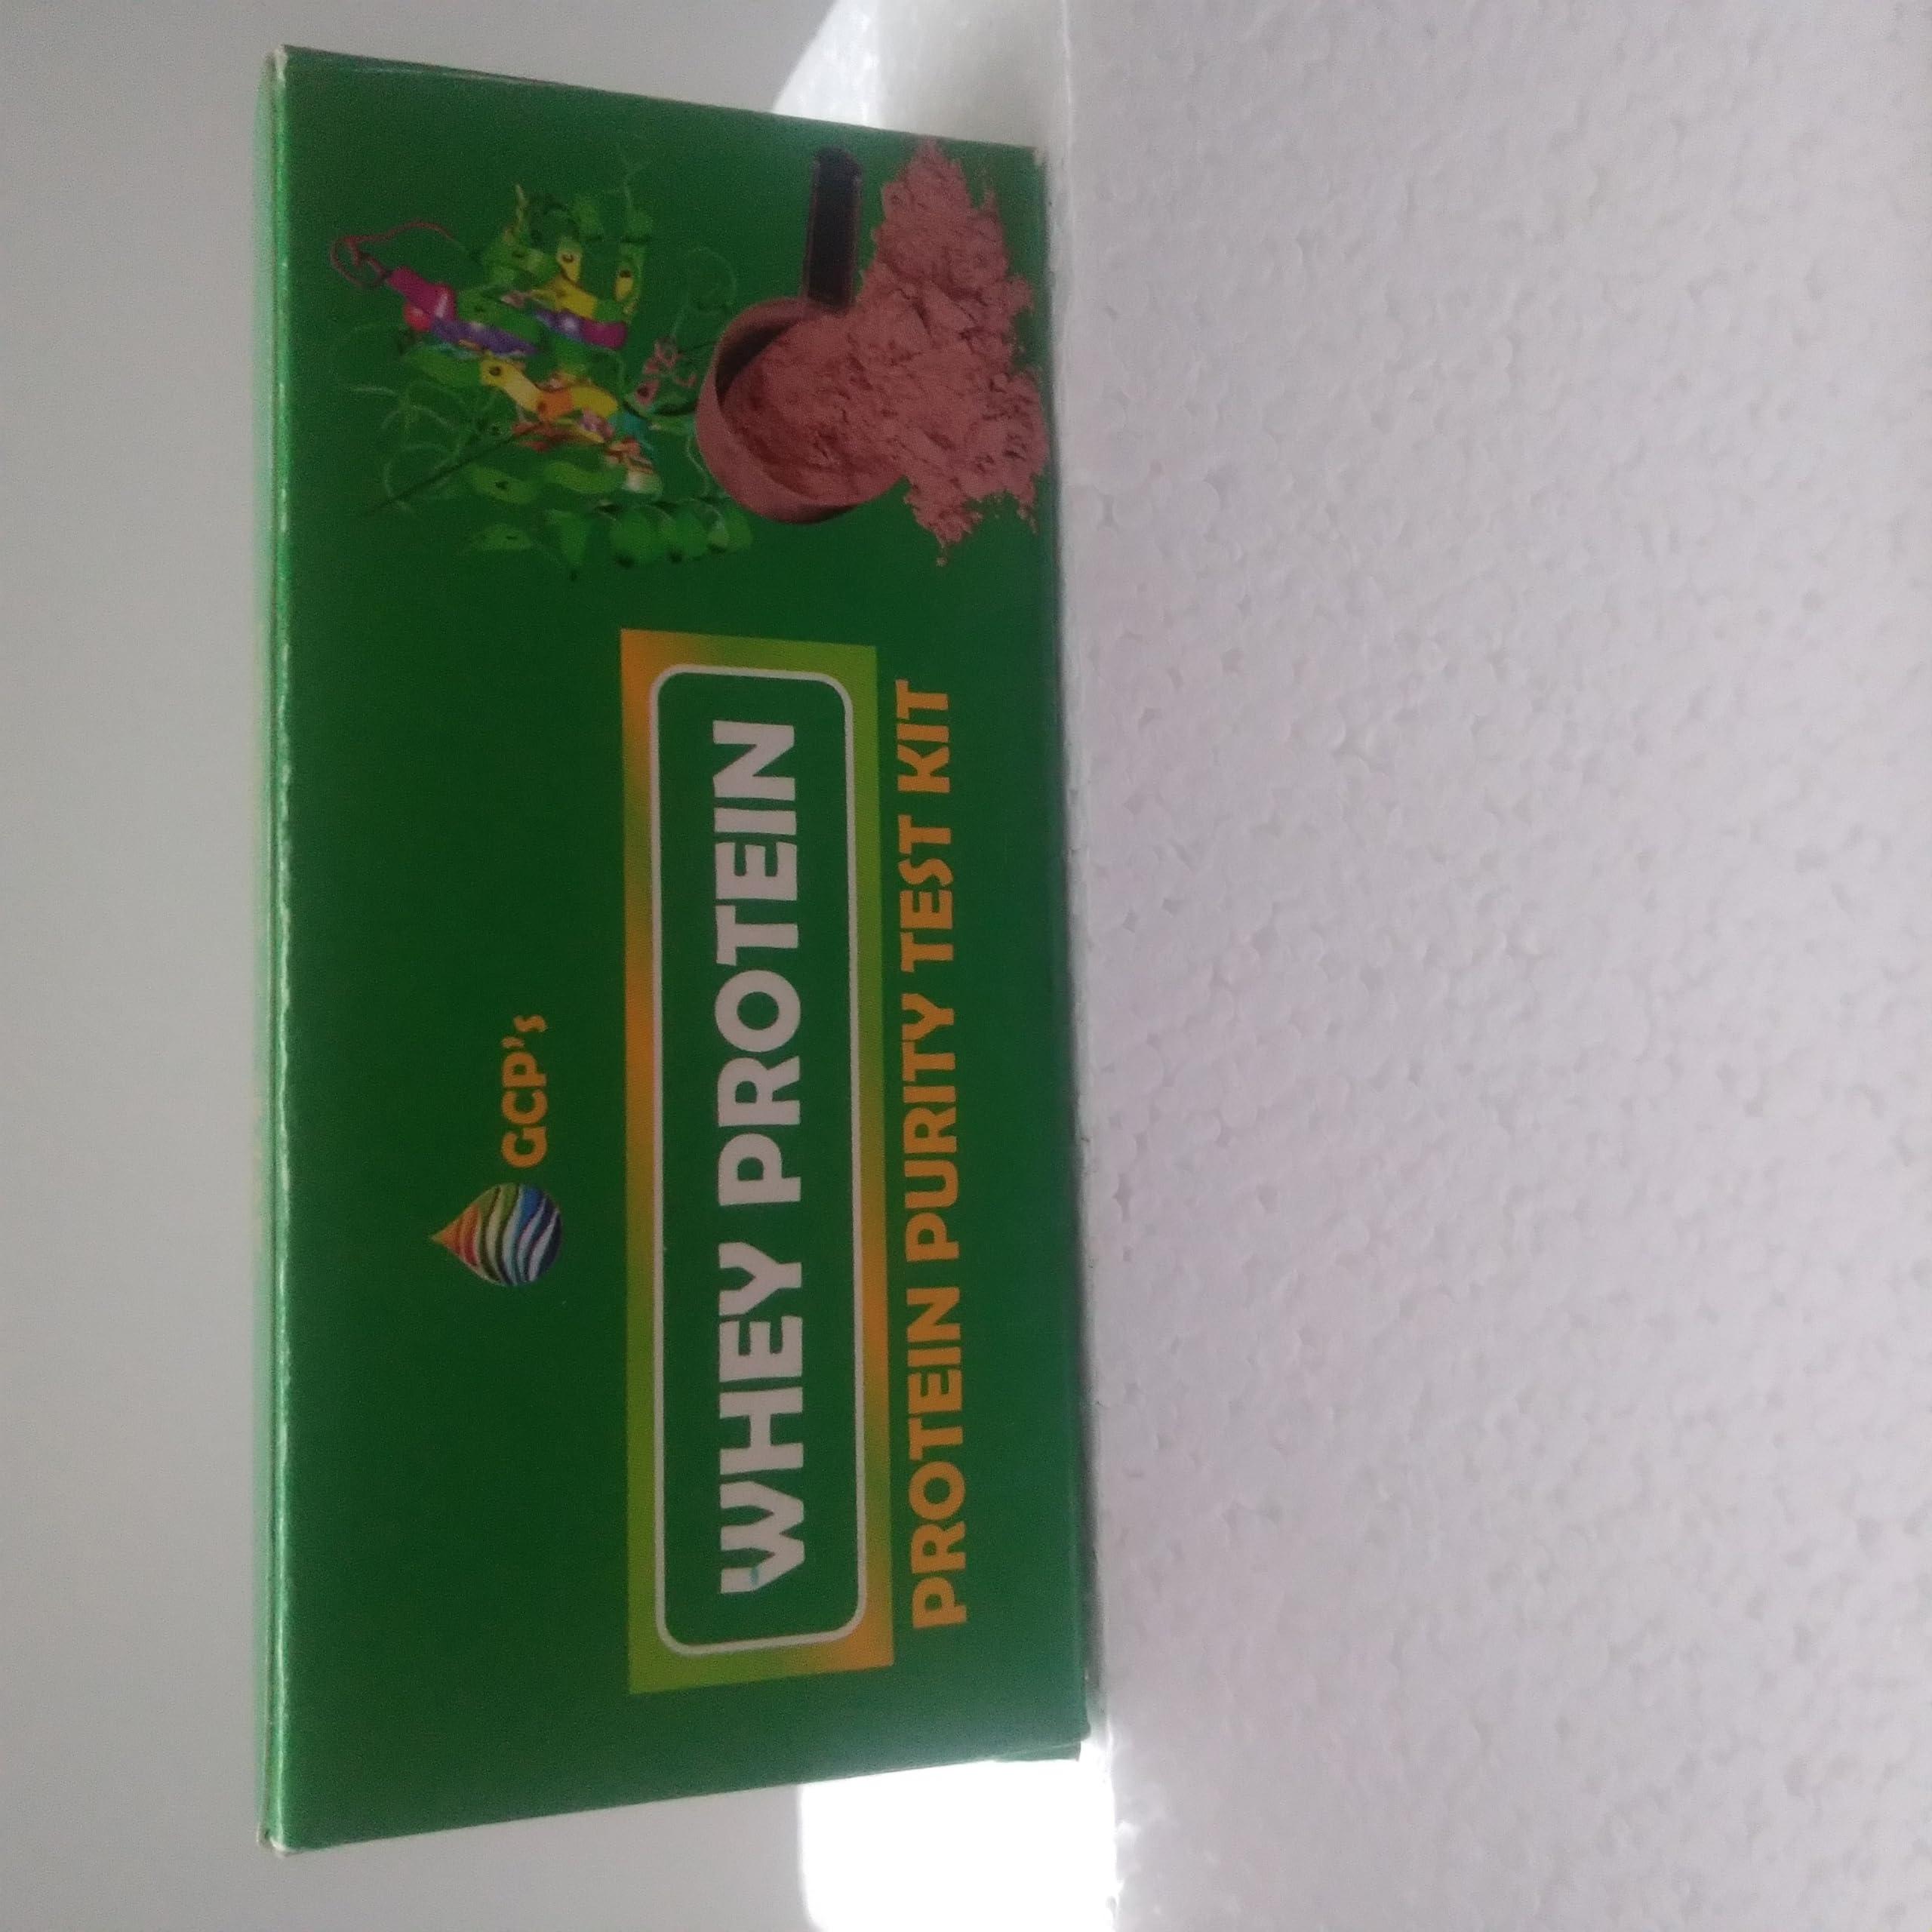 GCP's
WHEY PROTEIN
PROTEIN PURITY TEST KIT